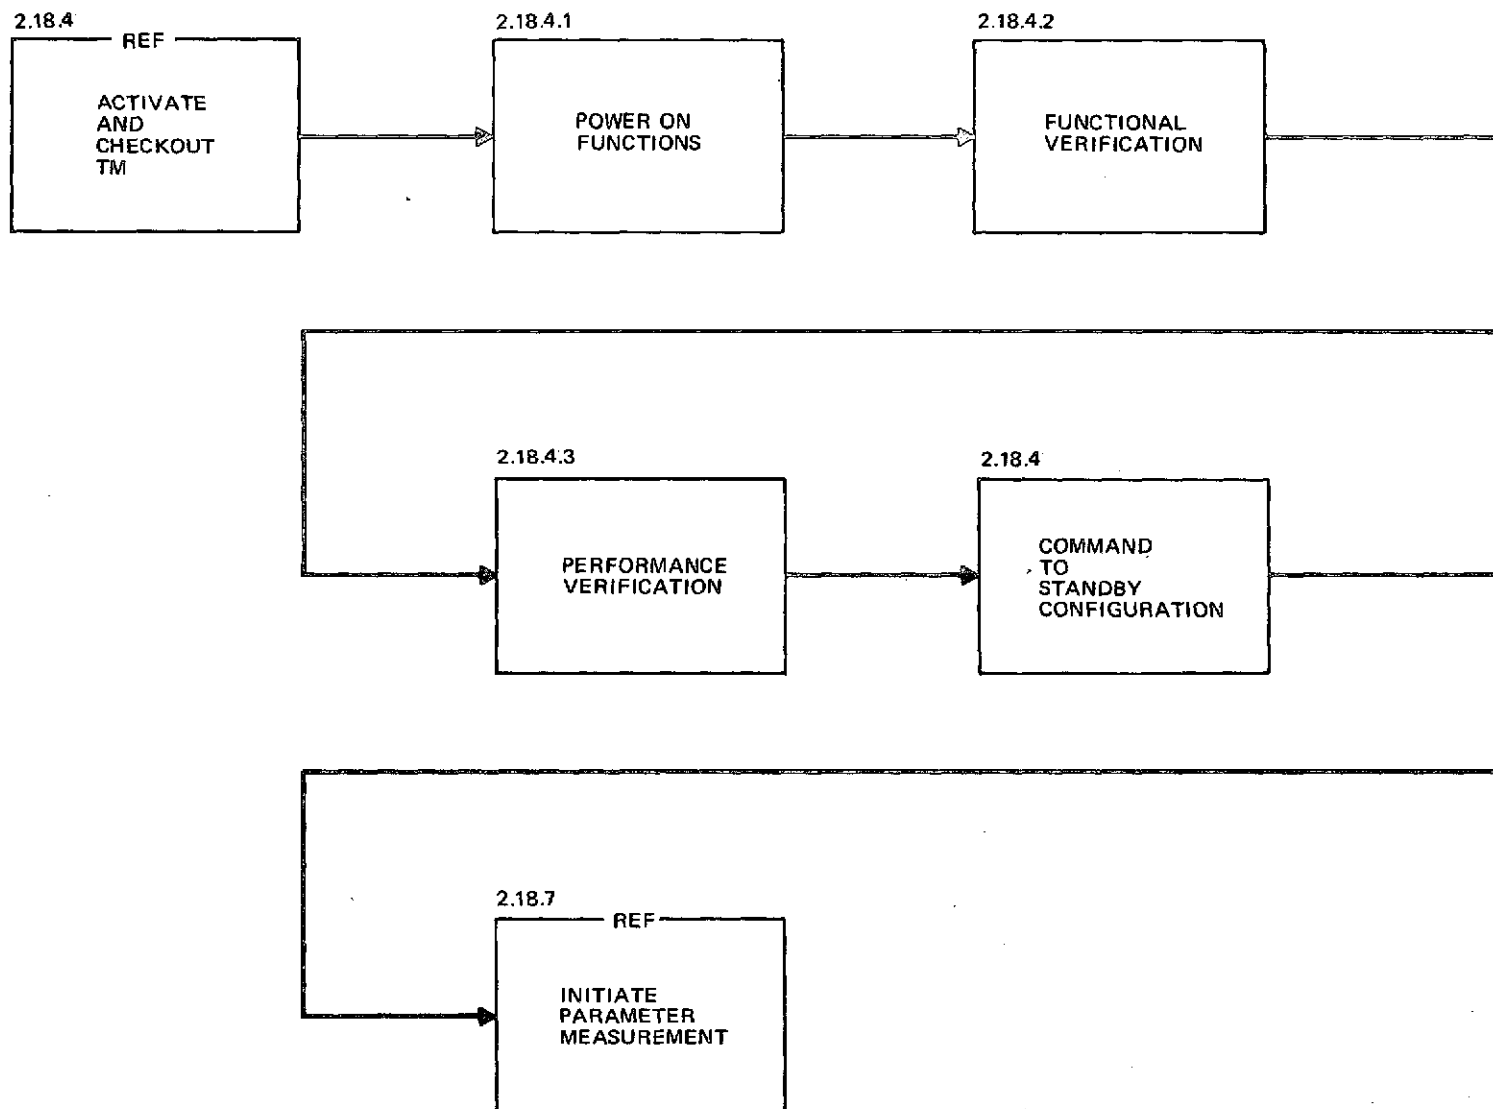 2.18.4
REF
ACTIVATE
AND
CHECKOUT
TM
2.18.4.1
POWER ON
FUNCTIONS
2.18.4.2
FUNCTIONAL
VERIFICATION
2.18.4.3
PERFORMANCE
VERIFICATION
2.18.4
COMMAND
TO
STANDBY
CONFIGURATION
2.18.7
REF
INITIATE
PARAMETER
MEASUREMENT